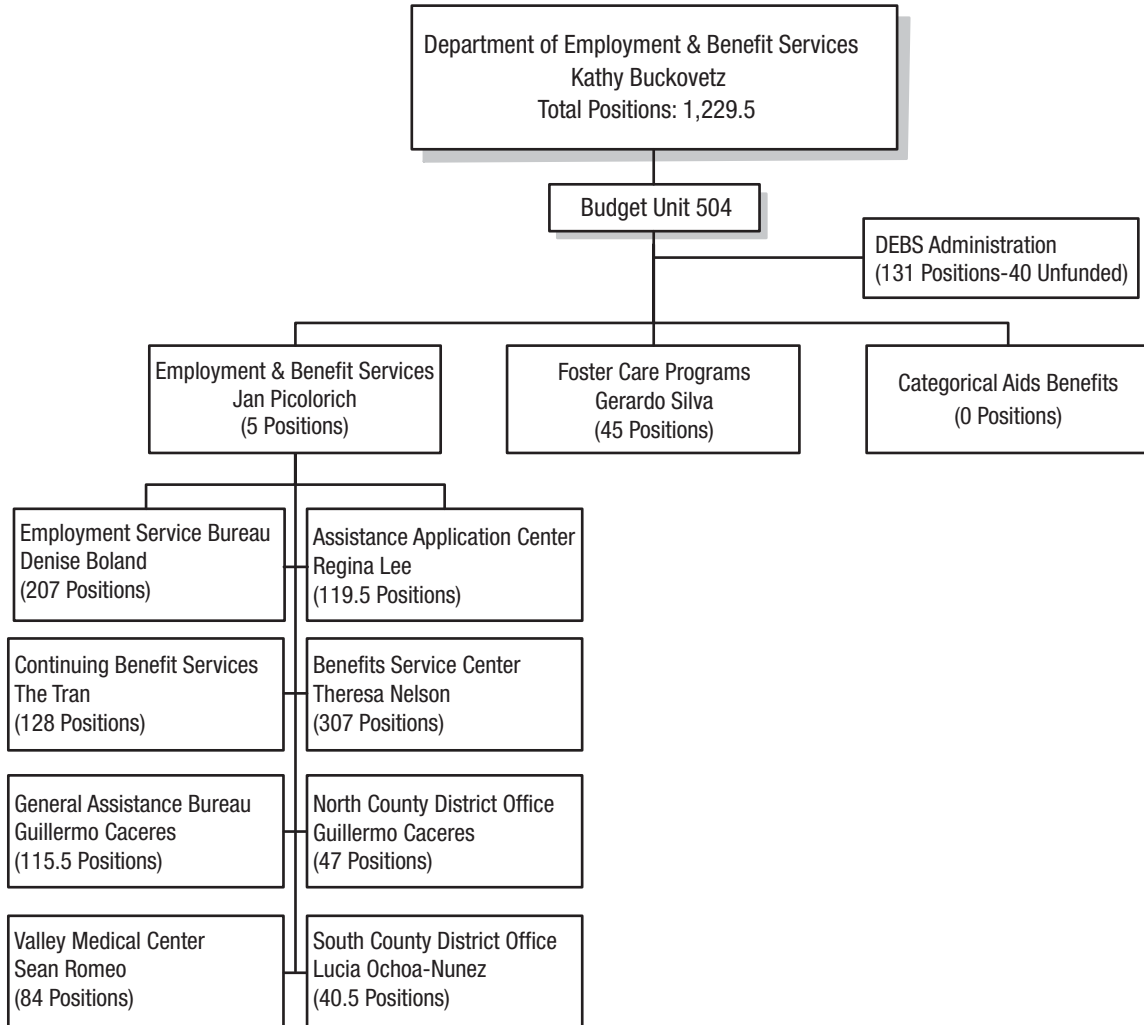 Department of Employment & Benefit Services
Kathy Buckovetz
Total Positions: 1,229.5
Budget Unit 504
DEBS Administration
(131 Positions-40 Unfunded)
Employment & Benefit Services
Jan Picolorich
(5 Positions)
Foster Care Programs
Gerardo Silva
(45 Positions)
Categorical Aids Benefits
(0 Positions)
Employment Service Bureau
Denise Boland
(207 Positions)
Assistance Application Center
Regina Lee
(119.5 Positions)
Continuing Benefit Services
The Tran
(128 Positions)
Benefits Service Center
Theresa Nelson
(307 Positions)
General Assistance Bureau
Guillermo Caceres
(115.5 Positions)
North County District Office
Guillermo Caceres
(47 Positions)
Valley Medical Center
Sean Romeo
(84 Positions)
South County District Office
Lucia Ochoa-Nunez
(40.5 Positions)